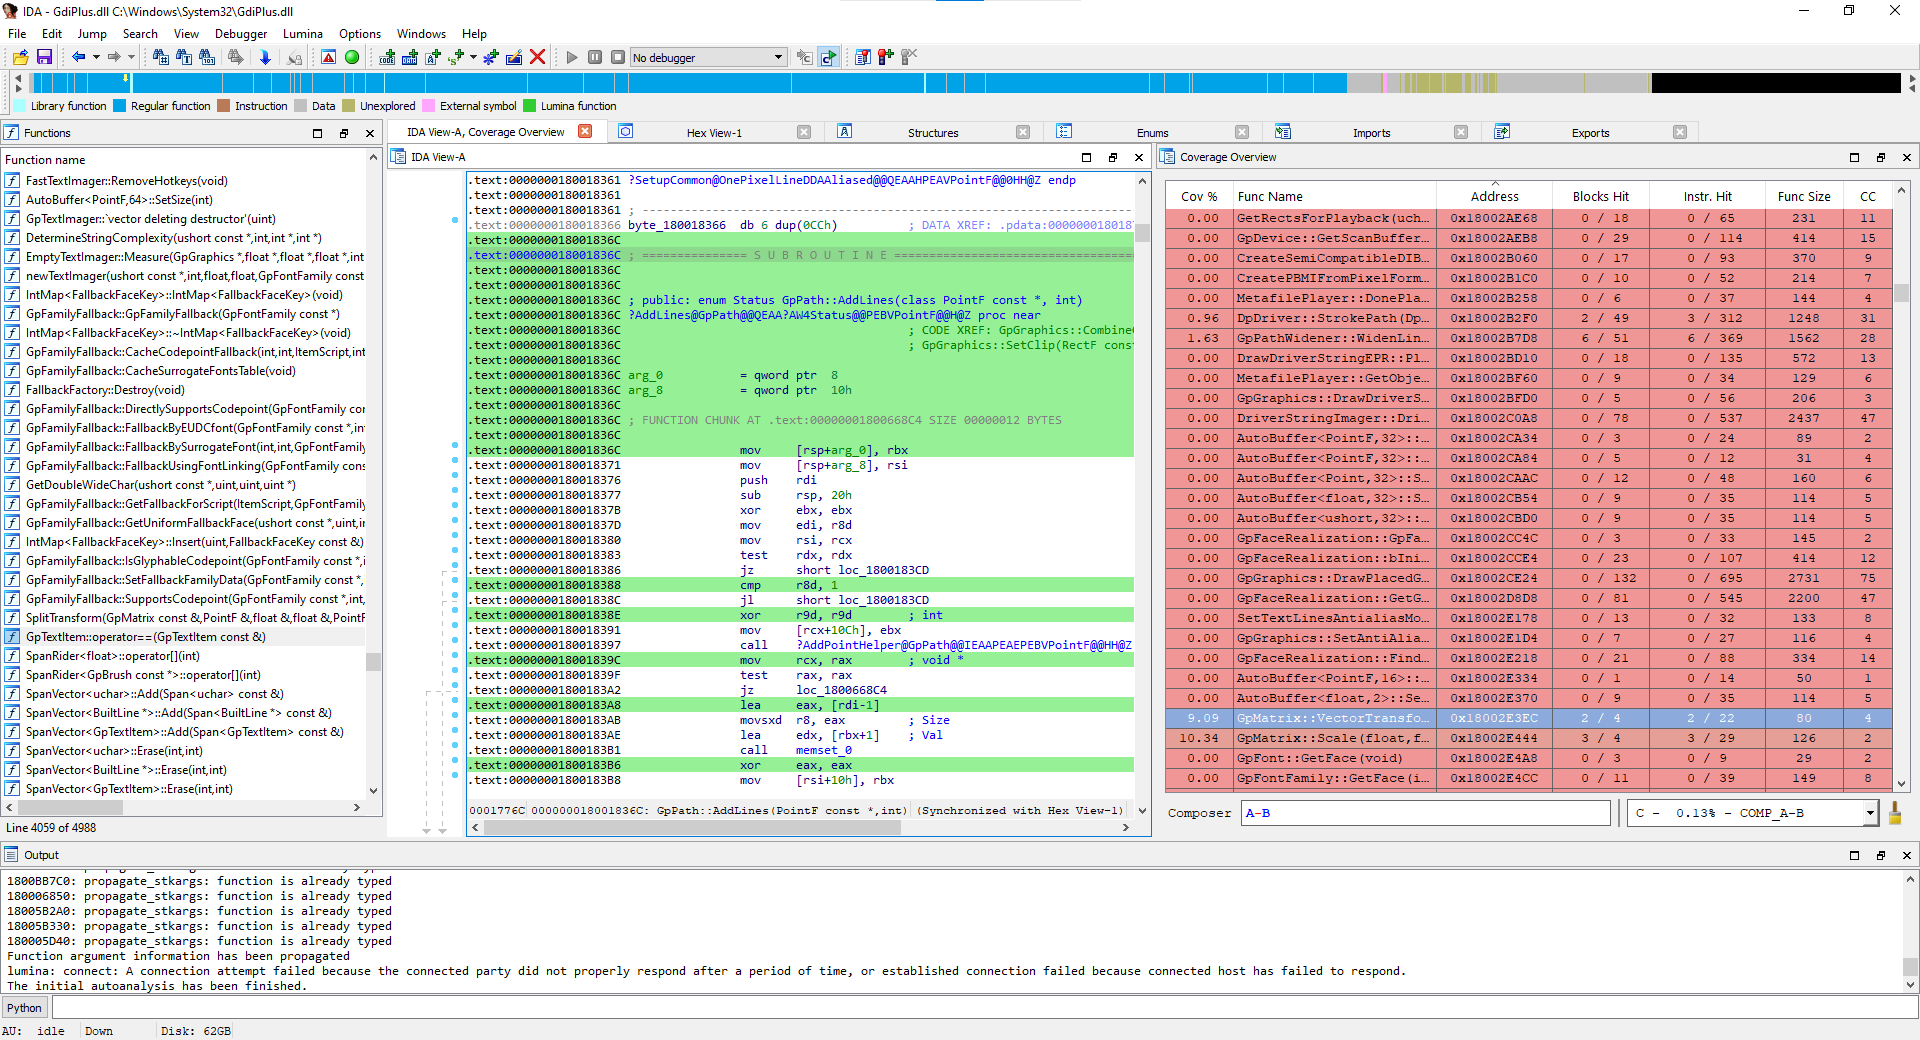 IDA - GdiPlus.dll C:\Windows\System32\GdiPlus.dll
File Edit Jump Search View Debugger Lumina Options Windows Help
No debugger
Library function Regular function Instruction Data Unexplored External symbol Lumina function
Functions
Function name
FastTextImager::RemoveHotkeys(void)
AutoBuffer<PointF,64>::SetSize(int)
GpTextImager::`vector deleting destructor'(uint)
DetermineStringComplexity(ushort const *,int,int *,int *)
EmptyTextImager::Measure(GpGraphics *,float *,float *,float *,int
newTextImager(ushort const *,int,float,float,GpFontFamily const
IntMap<FallbackFaceKey>::IntMap<FallbackFaceKey>(void)
GpFamilyFallback::GpFamilyFallback(GpFontFamily const *)
IntMap<FallbackFaceKey>::~IntMap<FallbackFaceKey>(void)
GpFamilyFallback::CacheCodepointFallback(int,int,ItemScript,int
GpFamilyFallback::CacheSurrogateFontsTable(void)
FallbackFactory::Destroy(void)
GpFamilyFallback::DirectlySupportsCodepoint(GpFontFamily cons
GpFamilyFallback::FallbackByEUDCfont(GpFontFamily const *,in
GpFamilyFallback::FallbackBySurrogateFont(int,int,GpFontFamily
GpFamilyFallback::FallbackUsingFontLinking(GpFontFamily cons
GetDoubleWideChar(ushort const *,uint,uint,uint *)
GpFamilyFallback::GetFallbackForScript(ItemScript,GpFontFamily
GpFamilyFallback::GetUniformFallbackFace(ushort const *,uint,in
IntMap<FallbackFaceKey>::Insert(uint,FallbackFaceKey const &)
GpFamilyFallback::IsGlyphableCodepoint(GpFontFamily const *,i
GpFamilyFallback::SetFallbackFamilyData(GpFontFamily const *,
GpFamilyFallback::SupportsCodepoint(GpFontFamily const *,int,
SplitTransform(GpMatrix const &,PointF &,float &,float &,PointF
GpTextItem::operator==(GpTextItem const &)
SpanRider<float>::operator[](int)
SpanRider<GpBrush const *>::operator[](int)
SpanVector<uchar>::Add(Span<uchar> const &)
SpanVector<BuiltLine *>::Add(Span<BuiltLine *> const &)
SpanVector<GpTextItem>::Add(Span<GpTextItem> const &)
SpanVector<uchar>::Erase(int,int)
SpanVector<BuiltLine *>::Erase(int,int)
SpanVector<GpTextItem>::Erase(int,int)
Line 4059 of 4988
IDA View-A, Coverage Overview Hex View-1 Structures Enums Imports Exports
IDA View-A
.text:0000000180018361 ?SetupCommon@OnePixelLineDDAAliased@@QEAAHPEAVPointF@@0HH@Z endp
.text:0000000180018361
.text:0000000180018361 ; ---------------------------------------------------------------------------
.text:0000000180018366 byte_180018366 db 6 dup(0CCh) ; DATA XREF: .pdata:00000001801018
.text:000000018001836C
.text:000000018001836C ; =============== S U B R O U T I N E =======================================
.text:000000018001836C
.text:000000018001836C
.text:000000018001836C ; public: enum Status GpPath::AddLines(class PointF const *, int)
.text:000000018001836C ?AddLines@GpPath@@QEAA?AW4Status@@PEBVPointF@@H@Z proc near
.text:000000018001836C ; CODE XREF: GpGraphics::Combine
.text:000000018001836C ; GpGraphics::SetClip(RectF cons
.text:000000018001836C
.text:000000018001836C arg_0 = qword ptr 8
.text:000000018001836C arg_8 = qword ptr 10h
.text:000000018001836C
.text:000000018001836C ; FUNCTION CHUNK AT .text:00000001800668C4 SIZE 00000012 BYTES
.text:000000018001836C
.text:000000018001836C mov [rsp+arg_0], rbx
.text:0000000180018371 mov [rsp+arg_8], rsi
.text:0000000180018376 push rdi
.text:0000000180018377 sub rsp, 20h
.text:000000018001837B xor ebx, ebx
.text:000000018001837D mov edi, r8d
.text:0000000180018380 mov rsi, rcx
.text:0000000180018383 test rdx, rdx
.text:0000000180018386 jz short loc_1800183CD
.text:0000000180018388 cmp r8d, 1
.text:000000018001838C jl short loc_1800183CD
.text:000000018001838E xor r9d, r9d ; int
.text:0000000180018391 mov [rcx+10Ch], ebx
.text:0000000180018397 call ?AddPointHelper@GpPath@@IEAAPEAEPEBVPointF@@HH@Z
.text:000000018001839C mov rcx, rax ; void *
.text:000000018001839F test rax, rax
.text:00000001800183A2 jz loc_1800668C4
.text:00000001800183A8 lea eax, [rdi-1]
.text:00000001800183AB movsxd r8, eax ; Size
.text:00000001800183AE lea edx, [rbx+1] ; Val
.text:00000001800183B1 call memset_0
.text:00000001800183B6 xor eax, eax
.text:00000001800183B8 mov [rsi+10h], rbx
0001776C 000000018001836C: GpPath::AddLines(PointF const *,int) (Synchronized with Hex View-1)
Coverage Overview
Cov % Func Name Address Blocks Hit Instr. Hit Func Size CC
0.00 GetRectsForPlayback(uch… 0x18002AE68 0 / 18 0 / 65 231 11
0.00 GpDevice::GetScanBuffer… 0x18002AEB8 0 / 29 0 / 114 414 15
0.00 CreateSemiCompatibleDIB… 0x18002B060 0 / 17 0 / 93 370 9
0.00 CreatePBMIFromPixelForm… 0x18002B1C0 0 / 10 0 / 52 214 7
0.00 MetafilePlayer::DonePla… 0x18002B258 0 / 6 0 / 37 144 4
0.96 DpDriver::StrokePath(Dp… 0x18002B2F0 2 / 49 3 / 312 1248 31
1.63 GpPathWidener::WidenLin… 0x18002B7D8 6 / 51 6 / 369 1562 28
0.00 DrawDriverStringEPR::Pl… 0x18002BD10 0 / 18 0 / 135 572 13
0.00 MetafilePlayer::GetObje… 0x18002BF60 0 / 9 0 / 34 129 6
0.00 GpGraphics::DrawDriverS… 0x18002BFD0 0 / 5 0 / 56 206 3
0.00 DriverStringImager::Dri… 0x18002C0A8 0 / 78 0 / 537 2437 47
0.00 AutoBuffer<PointF,32>::… 0x18002CA34 0 / 3 0 / 24 89 2
0.00 AutoBuffer<PointF,32>::… 0x18002CA84 0 / 5 0 / 12 31 4
0.00 AutoBuffer<Point,32>::S… 0x18002CAAC 0 / 12 0 / 48 160 6
0.00 AutoBuffer<float,32>::S… 0x18002CB54 0 / 9 0 / 35 114 5
0.00 AutoBuffer<ushort,32>::… 0x18002CBD0 0 / 9 0 / 35 114 5
0.00 GpFaceRealization::GpFa… 0x18002CC4C 0 / 3 0 / 33 145 2
0.00 GpFaceRealization::bIni… 0x18002CCE4 0 / 23 0 / 107 414 12
0.00 GpGraphics::DrawPlacedG… 0x18002CE24 0 / 132 0 / 695 2731 75
0.00 GpFaceRealization::GetG… 0x18002D8D8 0 / 81 0 / 545 2200 47
0.00 SetTextLinesAntialiasMo… 0x18002E178 0 / 13 0 / 32 133 8
0.00 GpGraphics::SetAntiAlia… 0x18002E1D4 0 / 7 0 / 27 116 4
0.00 GpFaceRealization::Find… 0x18002E218 0 / 21 0 / 88 334 14
0.00 AutoBuffer<PointF,16>::… 0x18002E334 0 / 1 0 / 14 50 1
0.00 AutoBuffer<float,2>::Se… 0x18002E370 0 / 9 0 / 35 114 5
9.09 GpMatrix::VectorTransfo… 0x18002E3EC 2 / 4 2 / 22 80 4
10.34 GpMatrix::Scale(float,f… 0x18002E444 3 / 4 3 / 29 126 2
0.00 GpFont::GetFace(void) 0x18002E4A8 0 / 3 0 / 9 29 2
0.00 GpFontFamily::GetFace(i… 0x18002E4CC 0 / 11 0 / 39 149 8
Composer A-B C - 0.13% - COMP_A-B
Output
1800BB7C0: propagate_stkargs: function is already typed
180006850: propagate_stkargs: function is already typed
18005B2A0: propagate_stkargs: function is already typed
18005B330: propagate_stkargs: function is already typed
180005D40: propagate_stkargs: function is already typed
Function argument information has been propagated
lumina: connect: A connection attempt failed because the connected party did not properly respond after a period of time, or established connection failed because connected host has failed to respond.
The initial autoanalysis has been finished.
Python
AU: idle Down Disk: 62GB